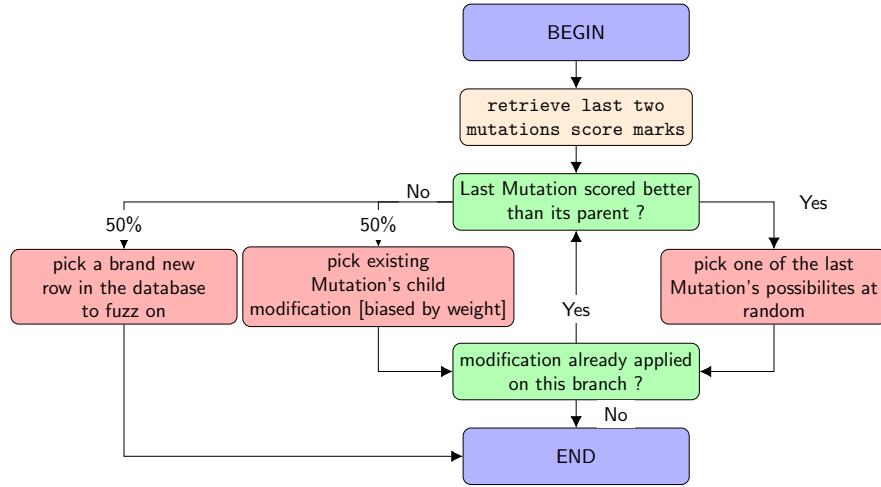 BEGIN
retrieve last two
mutations score marks
Last Mutation scored better
than its parent ?
No
Yes
50%
50%
pick a brand new
row in the database
to fuzz on
pick existing
Mutation's child
modification [biased by weight]
pick one of the last
Mutation's possibilites at
random
Yes
modification already applied
on this branch ?
No
END